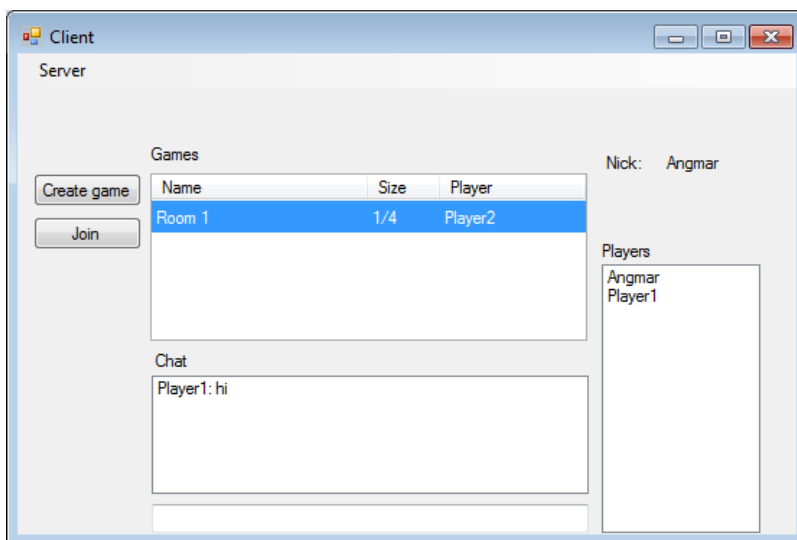 Client
Server
Games
Nick: Angmar
Create game
Join
Name Size Player
Room 1 1/4 Player2
Players
Angmar
Player1
Chat
Player1: hi